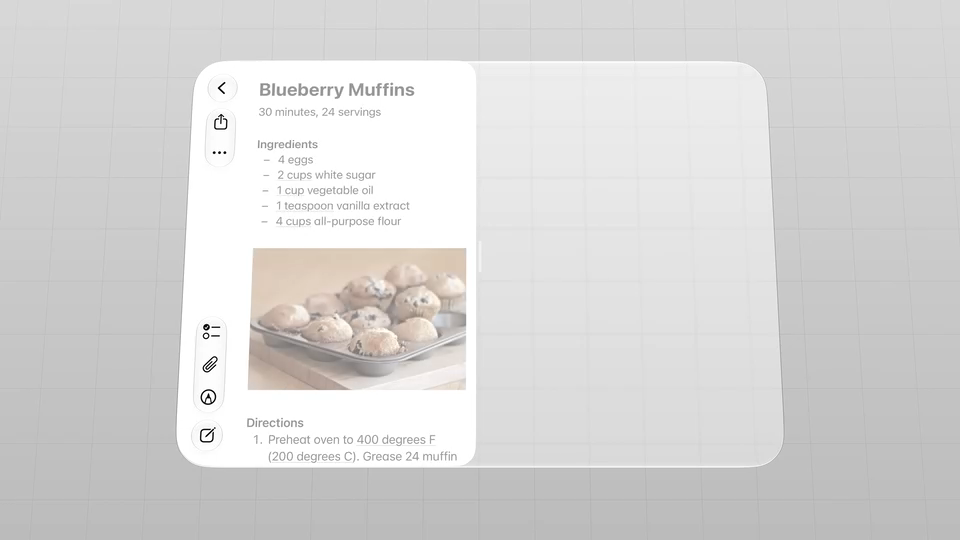 Blueberry Muffins
30 minutes, 24 servings
Ingredients
– 4 eggs
– 2 cups white sugar
– 1 cup vegetable oil
– 1 teaspoon vanilla extract
– 4 cups all-purpose flour
Directions
1. Preheat oven to 400 degrees F
(200 degrees C). Grease 24 muffin